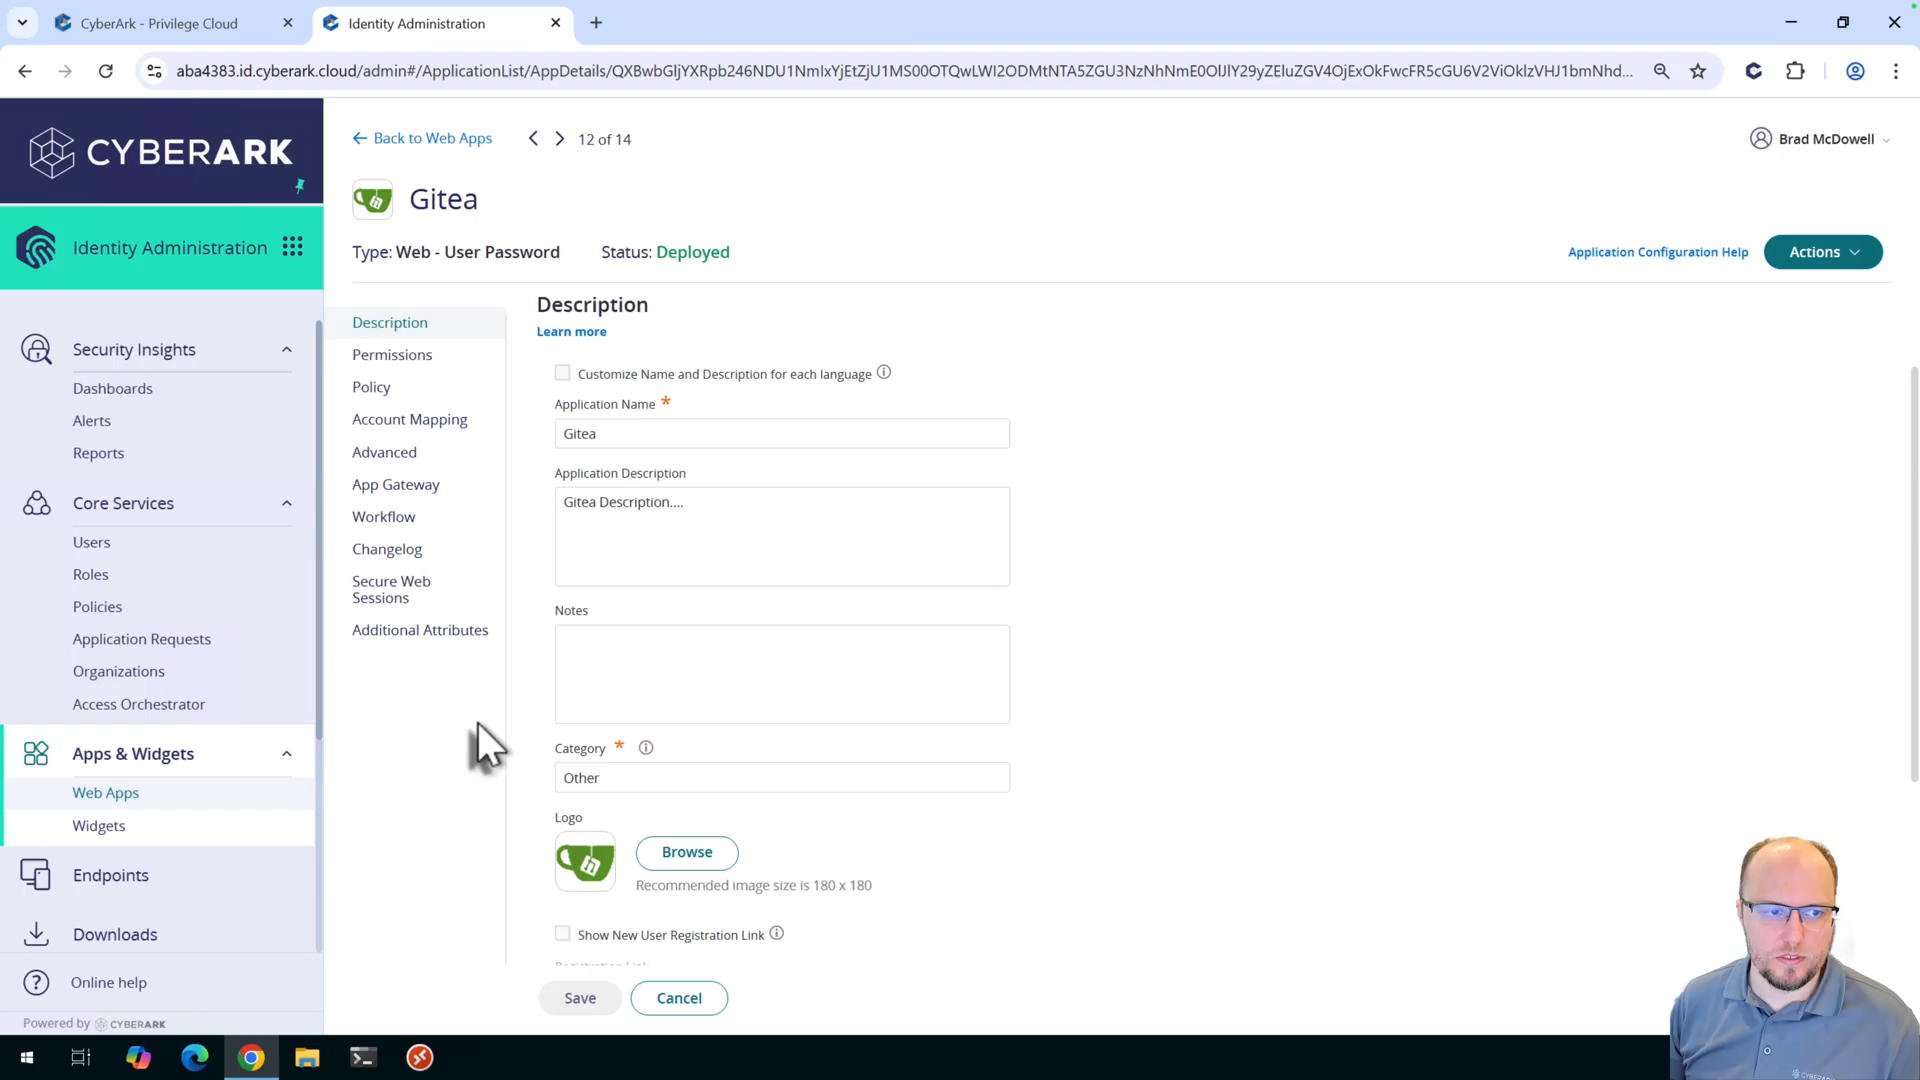 CyberArk - Privilege Cloud
Identity Administration
aba4383.id.cyberark.cloud/admin#/ApplicationList/AppDetails/
CYBERARK
Identity Administration
Security Insights
Dashboards
Alerts
Reports
Core Services
Users
Roles
Policies
Application Requests
Organizations
Access Orchestrator
Apps & Widgets
Web Apps
Widgets
Endpoints
Downloads
Online help
Powered by CYBERARK
Back to Web Apps
12 of 14
Brad McDowell
Gitea
Type: Web - User Password
Status: Deployed
Application Configuration Help
Actions
Description
Permissions
Policy
Account Mapping
Advanced
App Gateway
Workflow
Changelog
Secure Web
Sessions
Additional Attributes
Description
Learn more
Customize Name and Description for each language
Application Name *
Gitea
Application Description
Gitea Description....
Notes
Category *
Other
Logo
Browse
Recommended image size is 180 x 180
Show New User Registration Link
Save
Cancel